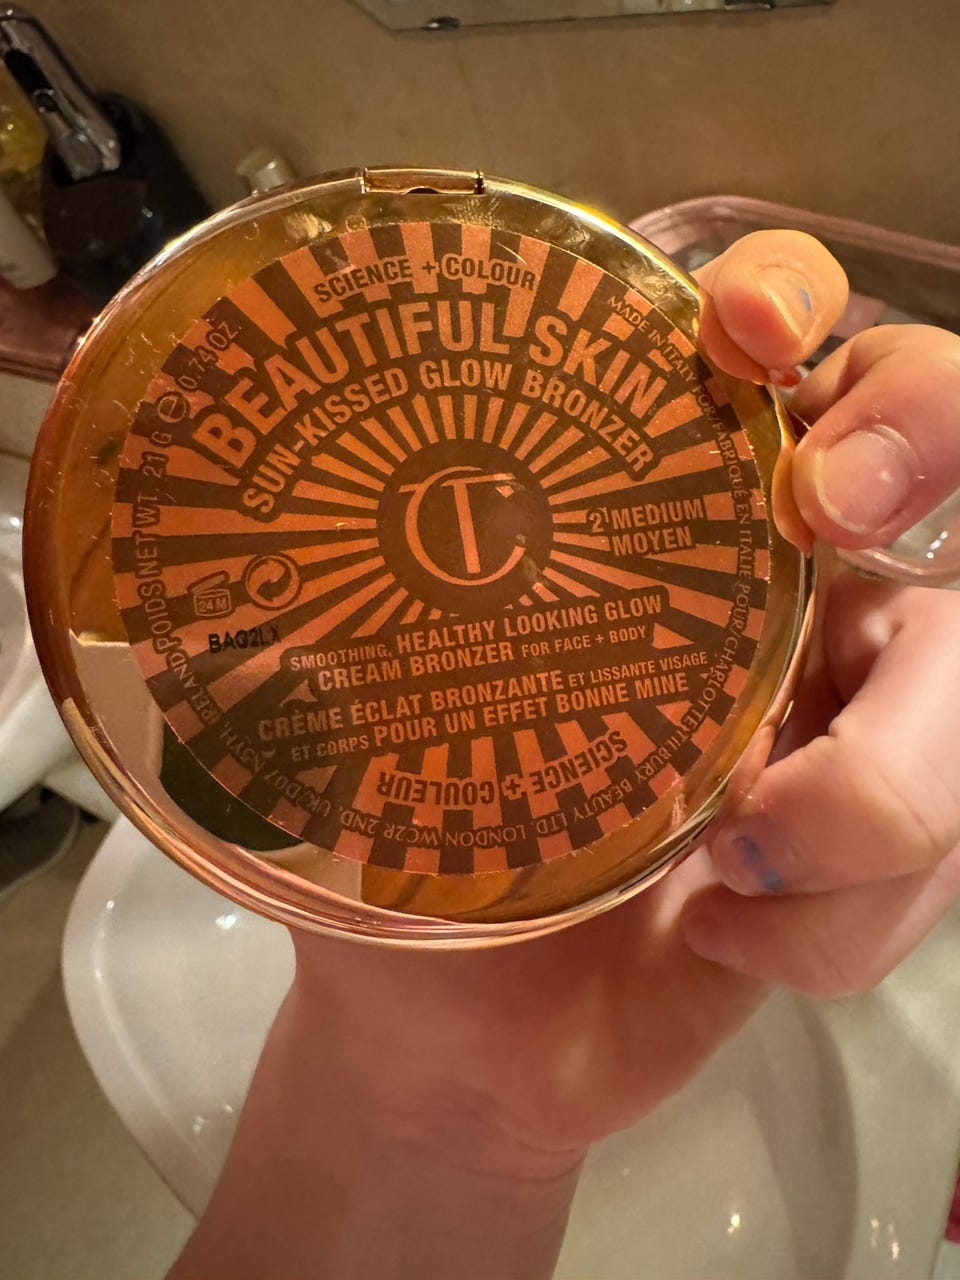 SCIENCE + COLOUR
BEAUTIFUL SKIN
SUN-KISSED GLOW BRONZER
CT
2 MEDIUM
MOYEN
24 M
BAG2LX
SMOOTHING, HEALTHY LOOKING GLOW
CREAM BRONZER FOR FACE + BODY
CRÈME ÉCLAT BRONZANTE ET LISSANTE VISAGE
ET CORPS POUR UN EFFET BONNE MINE
SCIENCE + COULEUR
POIDS NET WT. 21 G ⊖ 0.74 OZ.
MADE IN ITALY FOR/FABRIQUÉ EN ITALIE POUR/CHARLOTTE TILBURY BEAUTY LTD. LONDON WC2R 2ND, UK/D07 N5YH, IRELAND